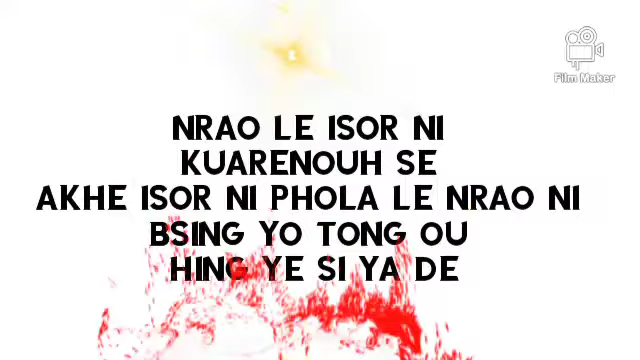 Film Maker
NRAO LE ISOR NI
KUARENOUH SE
AKHE ISOR NI PHOLA LE NRAO NI
BSING YO TONG OU
HING YE SI YA DE